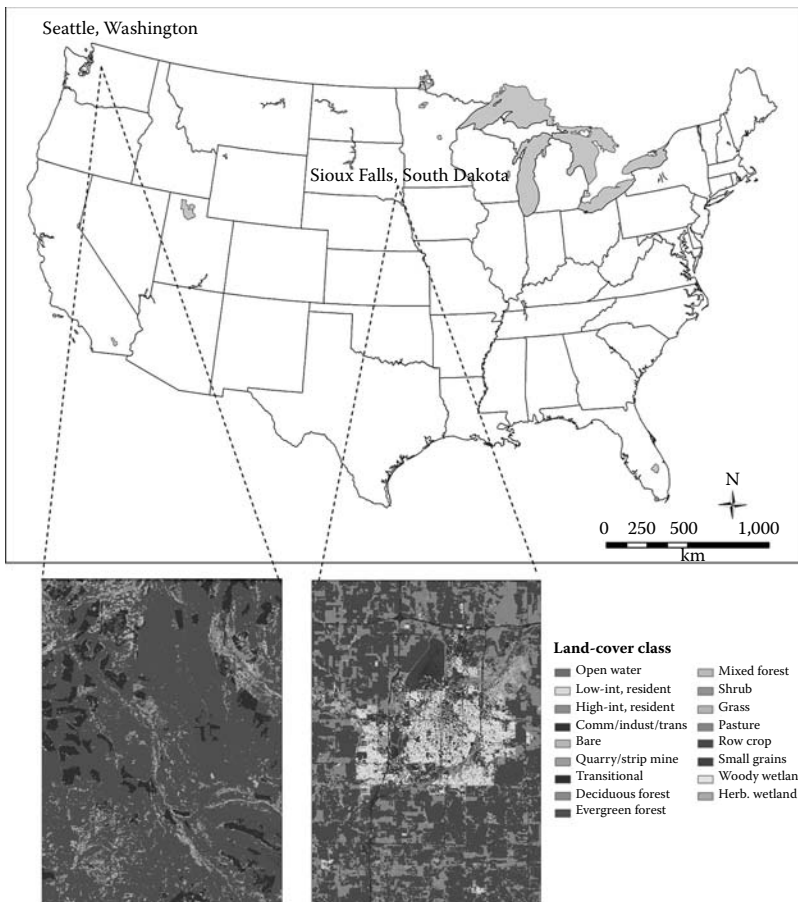 Seattle, Washington
Sioux Falls, South Dakota
N
0 250 500 1,000
km
Land-cover class
Open water
Low-int, resident
High-int, resident
Comm/indust/trans
Bare
Quarry/strip mine
Transitional
Deciduous forest
Evergreen forest
Mixed forest
Shrub
Grass
Pasture
Row crop
Small grains
Woody wetlan
Herb. wetland